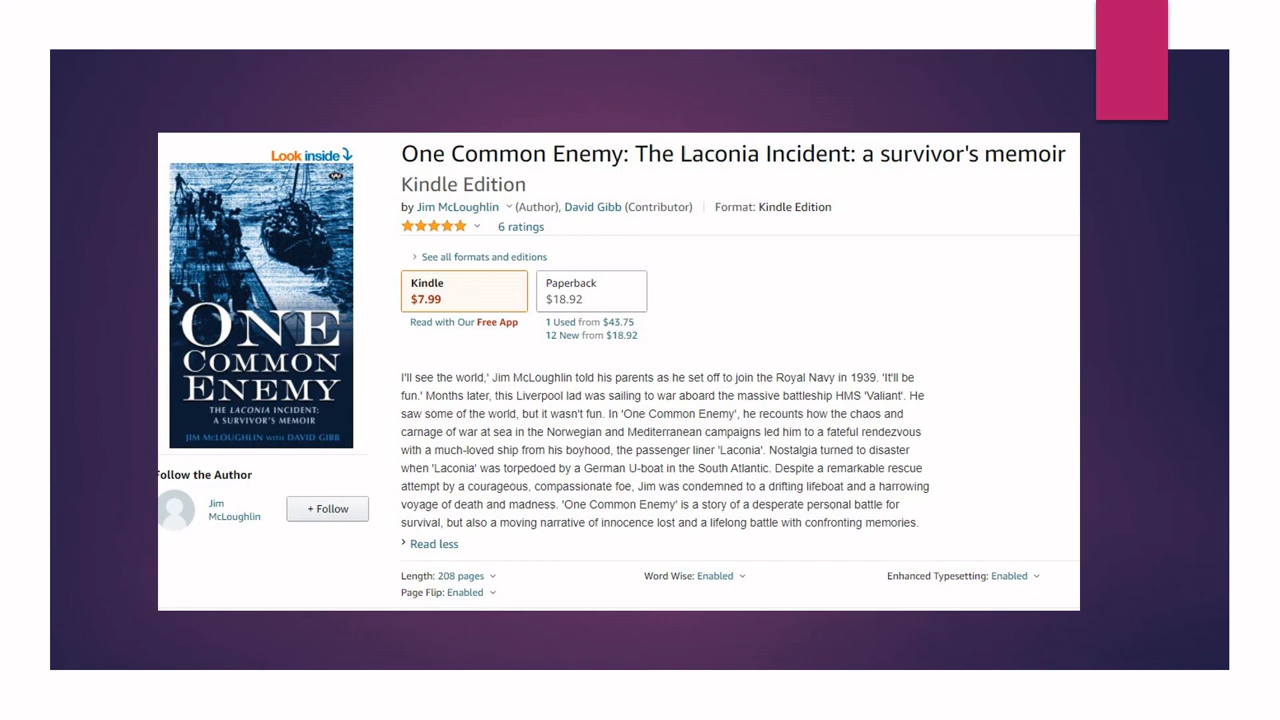 Look inside
ONE
COMMON
ENEMY
THE LACONIA INCIDENT:
A SURVIVOR'S MEMOIR
JIM McLOUGHLIN WITH DAVID GIBB
Follow the Author
Jim
McLoughlin
+ Follow
One Common Enemy: The Laconia Incident: a survivor's memoir
Kindle Edition
by Jim McLoughlin (Author), David Gibb (Contributor) Format: Kindle Edition
6 ratings
See all formats and editions
Kindle
$7.99
Read with Our Free App
Paperback
$18.92
1 Used from $43.75
12 New from $18.92
I'll see the world,' Jim McLoughlin told his parents as he set off to join the Royal Navy in 1939. 'It'll be
fun.' Months later, this Liverpool lad was sailing to war aboard the massive battleship HMS 'Valiant'. He
saw some of the world, but it wasn't fun. In 'One Common Enemy', he recounts how the chaos and
carnage of war at sea in the Norwegian and Mediterranean campaigns led him to a fateful rendezvous
with a much-loved ship from his boyhood, the passenger liner 'Laconia'. Nostalgia turned to disaster
when 'Laconia' was torpedoed by a German U-boat in the South Atlantic. Despite a remarkable rescue
attempt by a courageous, compassionate foe, Jim was condemned to a drifting lifeboat and a harrowing
voyage of death and madness. 'One Common Enemy' is a story of a desperate personal battle for
survival, but also a moving narrative of innocence lost and a lifelong battle with confronting memories.
Read less
Length: 208 pages
Word Wise: Enabled
Enhanced Typesetting: Enabled
Page Flip: Enabled